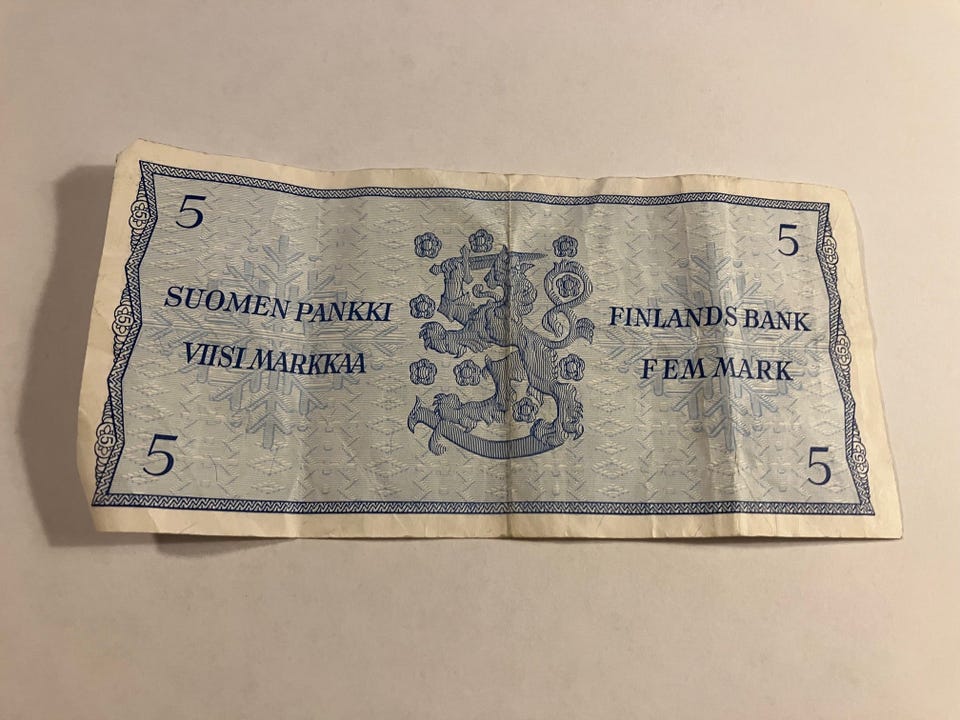 5 5
SUOMEN PANKKI
VIISI MARKKAA
FINLANDS BANK
FEM MARK
5 5